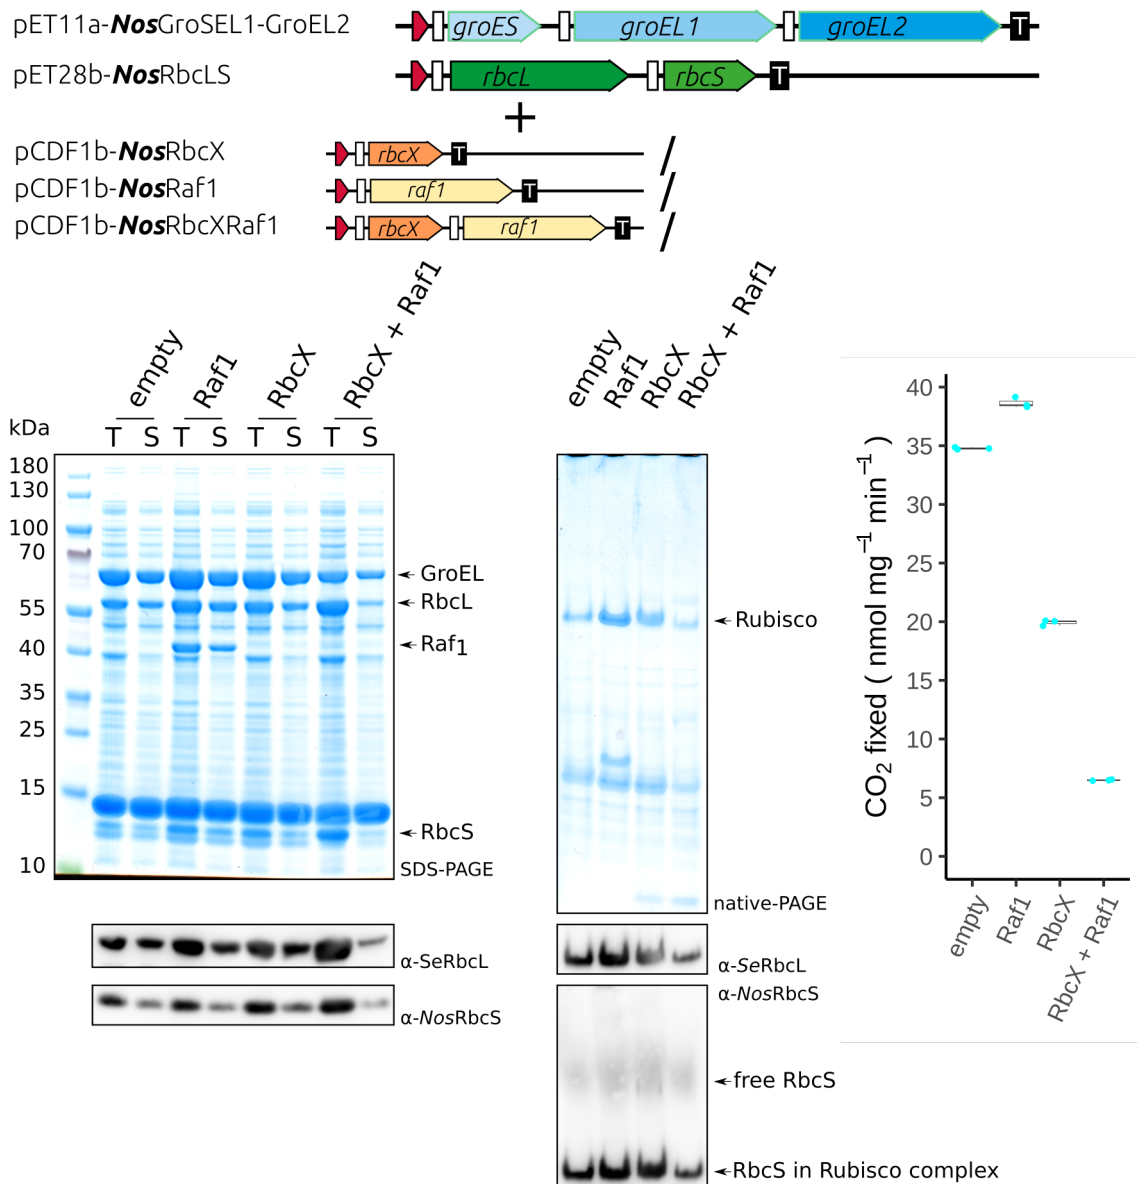 pET11a-NosGroSEL1-GroEL2
groES groEL1 groEL2 T
pET28b-NosRbcLS
rbcL rbcS T
+
pCDF1b-NosRbcX
rbcX T /
pCDF1b-NosRaf1
raf1 T /
pCDF1b-NosRbcXRaf1
rbcX raf1 T /
empty Raf1 RbcX RbcX + Raf1
kDa
T S T S T S T S
180
130
100
70
55
40
35
25
15
10
GroEL
RbcL
Raf1
RbcS
SDS-PAGE
α-SeRbcL
α-NosRbcS
empty Raf1 RbcX RbcX + Raf1
Rubisco
native-PAGE
α-SeRbcL
α-NosRbcS
free RbcS
RbcS in Rubisco complex
CO₂ fixed ( nmol mg⁻¹ min⁻¹ )
40
35
30
25
20
15
10
5
0
empty Raf1 RbcX RbcX + Raf1